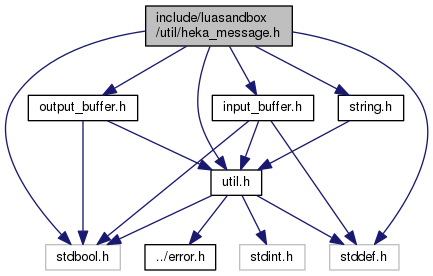 include/luasandbox
/util/heka_message.h
output_buffer.h
input_buffer.h
string.h
util.h
stdbool.h
../error.h
stdint.h
stddef.h